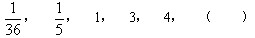 1/36， 1/5， 1， 3， 4， （ ）